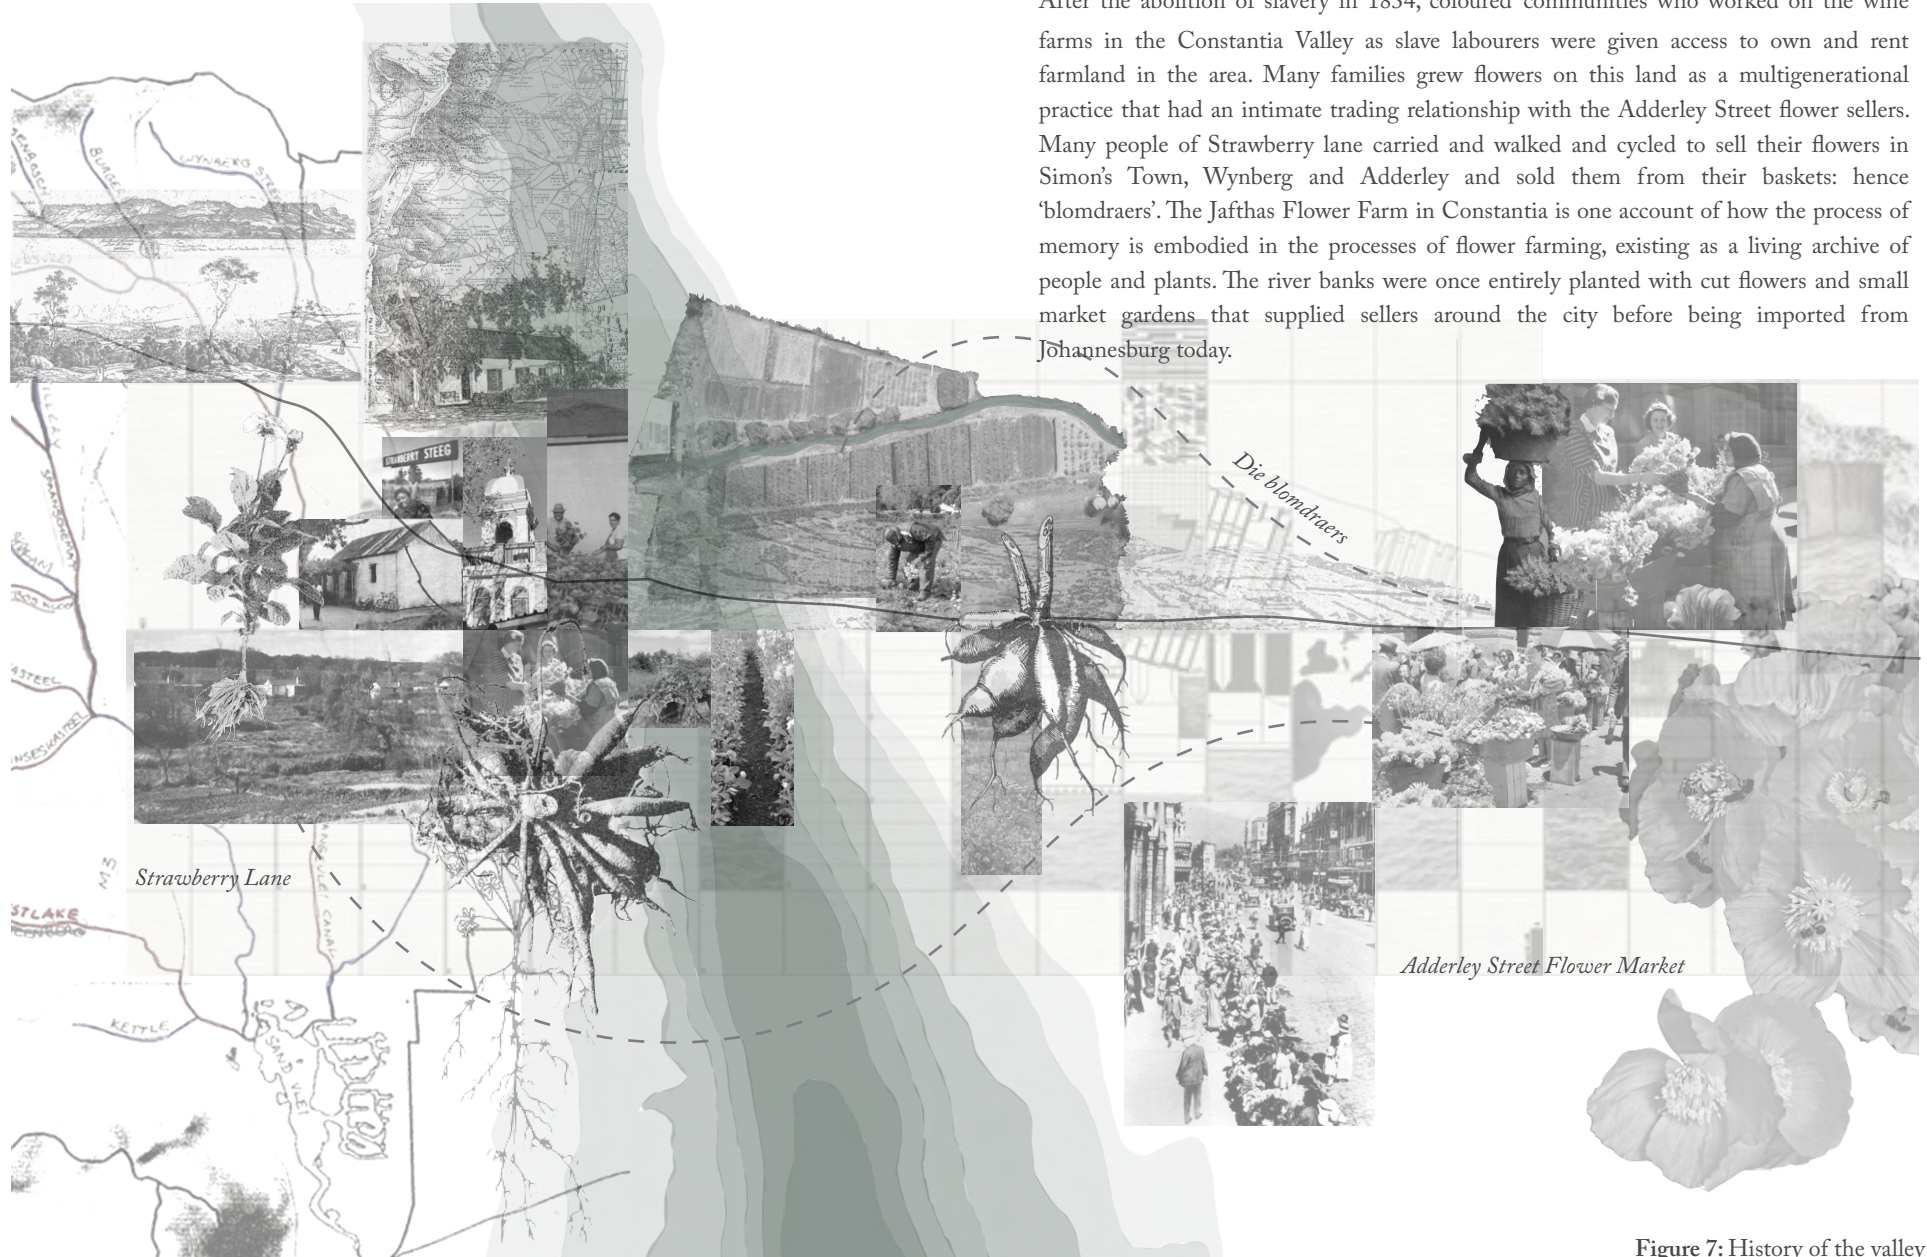 After the abolition of slavery in 1834, coloured communities who worked on the wine
farms in the Constantia Valley as slave labourers were given access to own and rent
farmland in the area. Many families grew flowers on this land as a multigenerational
practice that had an intimate trading relationship with the Adderley Street flower sellers.
Many people of Strawberry lane carried and walked and cycled to sell their flowers in
Simon's Town, Wynberg and Adderley and sold them from their baskets: hence
‘blomdraers’. The Jafthas Flower Farm in Constantia is one account of how the process of
memory is embodied in the processes of flower farming, existing as a living archive of
people and plants. The river banks were once entirely planted with cut flowers and small
market gardens that supplied sellers around the city before being imported from
Johannesburg today.
WYNBERG
STRAWBERRY STEEG
Die blomdraers
Strawberry Lane
M3
Adderley Street Flower Market
KETTLE
SAND VLEI
Figure 7: History of the valley